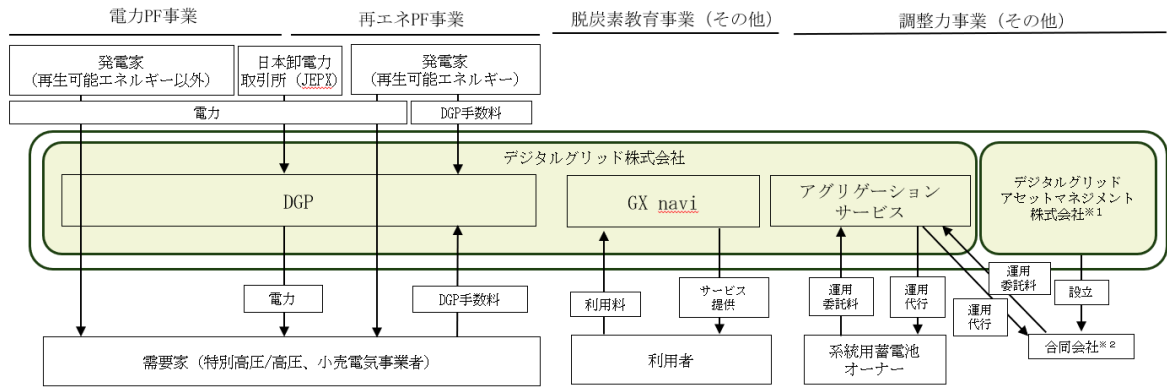 電力PF事業
再エネPF事業
脱炭素教育事業（その他）
調整力事業（その他）
発電家
（再生可能エネルギー以外）
日本卸電力
取引所（JEPX）
発電家
（再生可能エネルギー）
電力
DGP手数料
デジタルグリッド株式会社
DGP
GX navi
アグリゲーション
サービス
デジタルグリッド
アセットマネジメント
株式会社※1
電力
DGP手数料
利用料
サービス
提供
運用
委託料
運用
代行
運用
代行
運用
委託料
設立
需要家（特別高圧/高圧、小売電気事業者）
利用者
系統用蓄電池
オーナー
合同会社※2